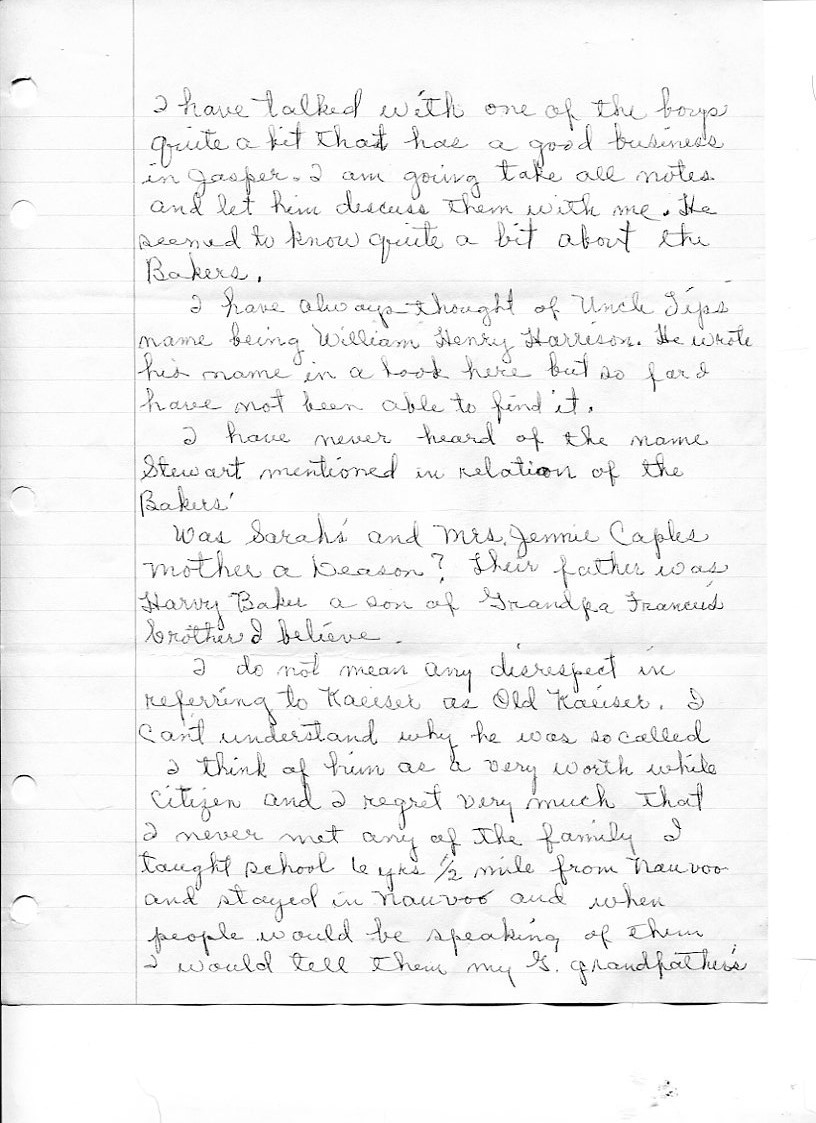 I have talked with one of the boys
quite a bit that has a good business
in Jasper. I am going take all notes
and let him discuss them with me. He
seemed to know quite a bit about the
Bakers.
I have always thought of Uncle Tips
name being William Henry Harrison. He wrote
his name in a book here but so far I
have not been able to find it.
I have never heard of the name
Stewart mentioned in relation of the
Bakers'
Was Sarahs' and Mrs. Jennie Caples
mother a Deason? Their father was
Harvy Baker a son of Grandpa Francis'
brother I believe.
I do not mean any disrespect in
referring to Kaeiser as Old Kaeiser. I
Can't understand why he was so called
I think of him as a very worth while
Citizen and I regret very much that
I never met any of the family I
taught school 6 yrs 1/2 mile from Nauvoo
and stayed in Nauvoo and when
people would be speaking of them
I would tell them my G. grandfather's